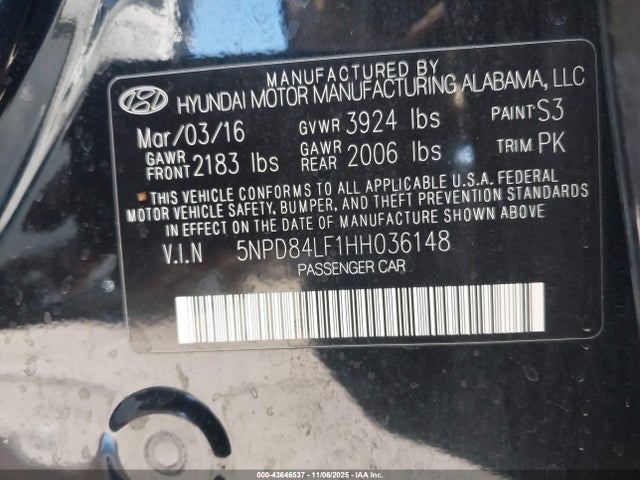 MANUFACTURED BY
HYUNDAI MOTOR MANUFACTURING ALABAMA, LLC
Mar/03/16 GVWR 3924 lbs PAINT S3
GAWR FRONT 2183 lbs GAWR REAR 2006 lbs TRIM PK
• THIS VEHICLE CONFORMS TO ALL APPLICABLE U.S.A. FEDERAL
MOTOR VEHICLE SAFETY, BUMPER, AND THEFT PREVENTION STANDARDS
IN EFFECT ON THE DATE OF MANUFACTURE SHOWN ABOVE
V.I.N 5NPD84LF1HH036148
PASSENGER CAR
000-43646537 - 11/06/2025 - IAAI.COM